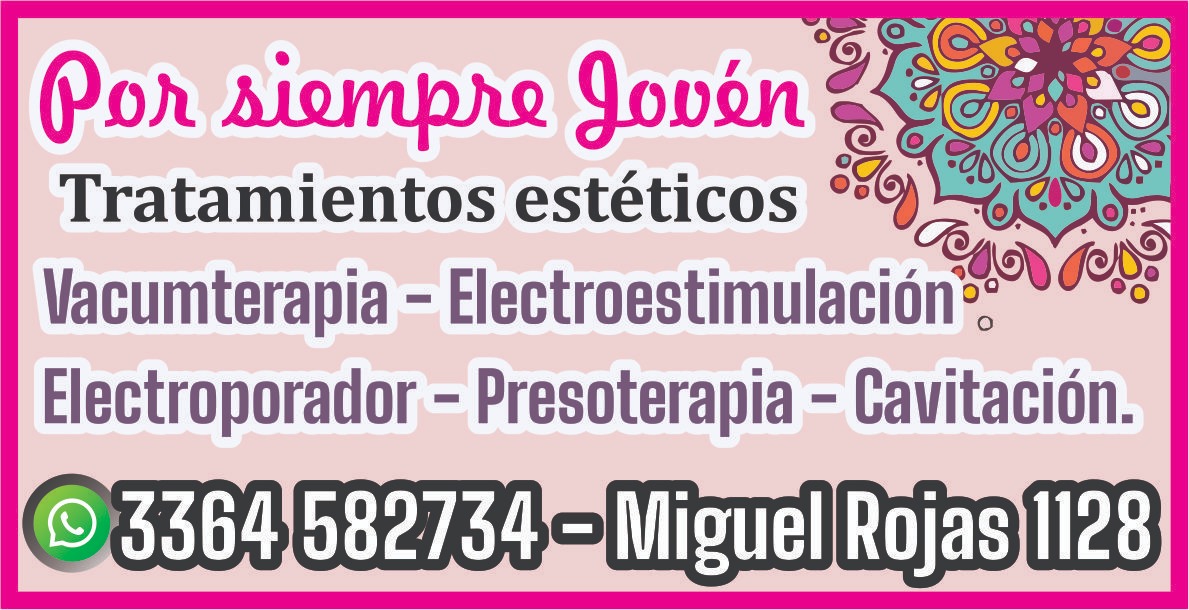 Por siempre Jovén
Tratamientos estéticos
Vacumterapia - Electroestimulación
Electroporador - Presoterapia - Cavitación.
3364 582734 - Miguel Rojas 1128